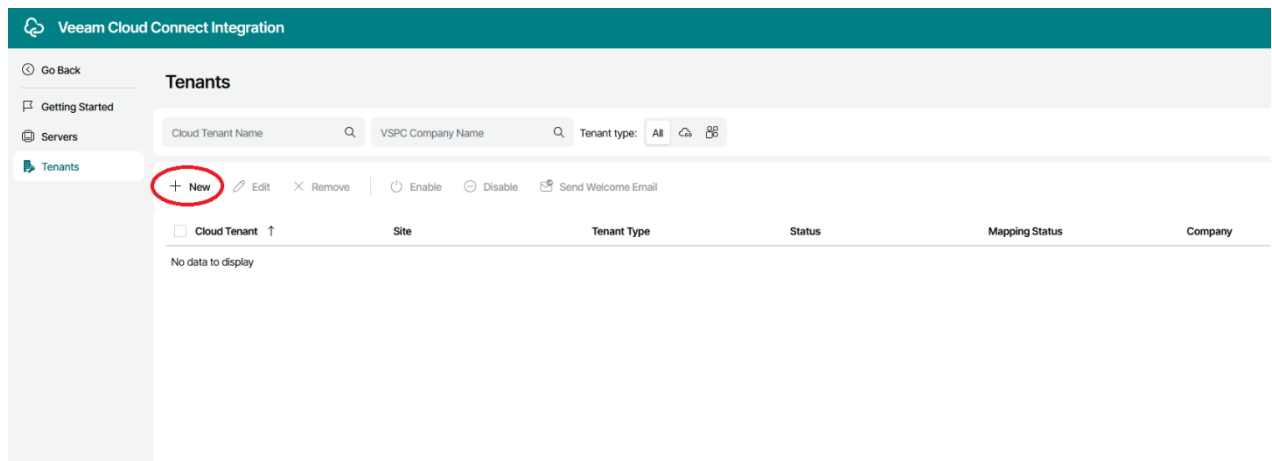 Veeam Cloud Connect Integration
Go Back
Getting Started
Servers
Tenants
Tenants
Cloud Tenant Name
VSPC Company Name
Tenant type: All
New Edit Remove Enable Disable Send Welcome Email
Cloud Tenant Site Tenant Type Status Mapping Status Company
No data to display